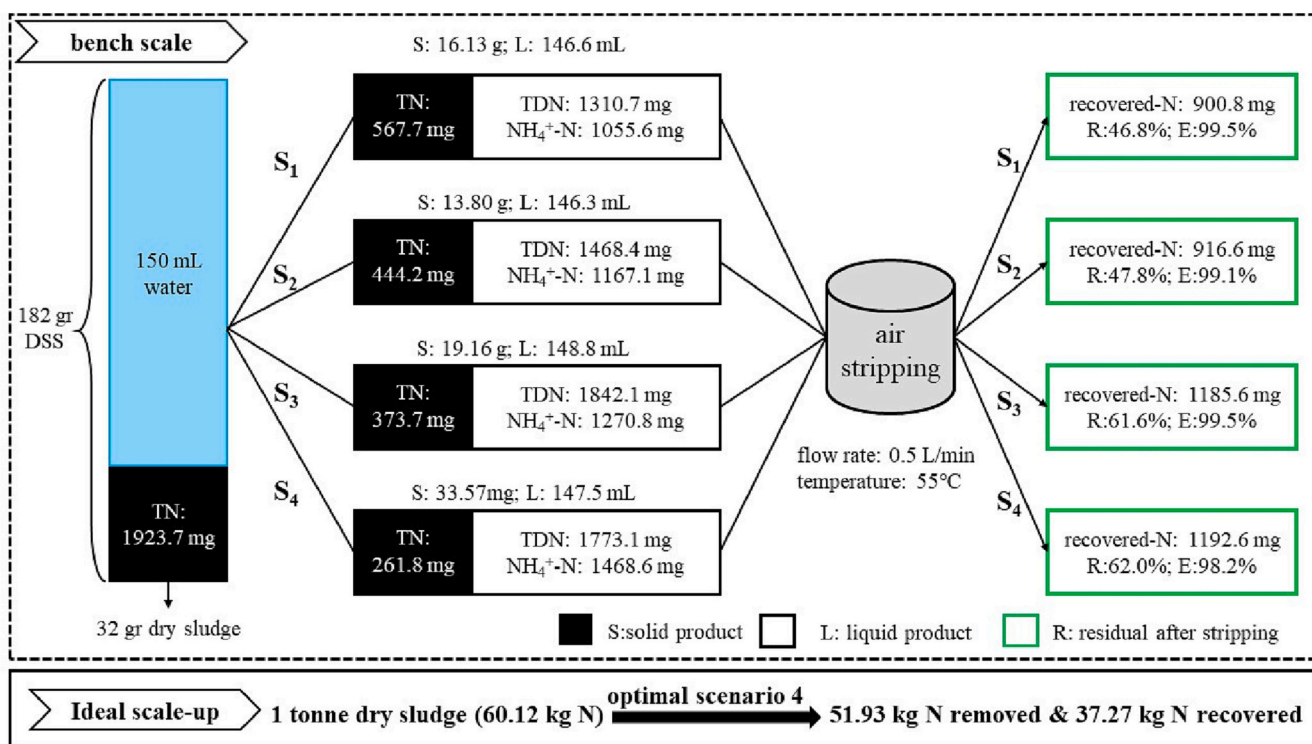 bench scale
182 gr
DSS
150 mL
water
TN:
1923.7 mg
32 gr dry sludge
S₁
S₂
S₃
S₄
S: 16.13 g; L: 146.6 mL
TN:
567.7 mg
TDN: 1310.7 mg
NH₄⁺-N: 1055.6 mg
S: 13.80 g; L: 146.3 mL
TN:
444.2 mg
TDN: 1468.4 mg
NH₄⁺-N: 1167.1 mg
S: 19.16 g; L: 148.8 mL
TN:
373.7 mg
TDN: 1842.1 mg
NH₄⁺-N: 1270.8 mg
S: 33.57mg; L: 147.5 mL
TN:
261.8 mg
TDN: 1773.1 mg
NH₄⁺-N: 1468.6 mg
air
stripping
flow rate: 0.5 L/min
temperature: 55°C
S₁
S₂
S₃
S₄
recovered-N: 900.8 mg
R:46.8%; E:99.5%
recovered-N: 916.6 mg
R:47.8%; E:99.1%
recovered-N: 1185.6 mg
R:61.6%; E:99.5%
recovered-N: 1192.6 mg
R:62.0%; E:98.2%
S:solid product
L: liquid product
R: residual after stripping
Ideal scale-up
1 tonne dry sludge (60.12 kg N)
optimal scenario 4
51.93 kg N removed & 37.27 kg N recovered